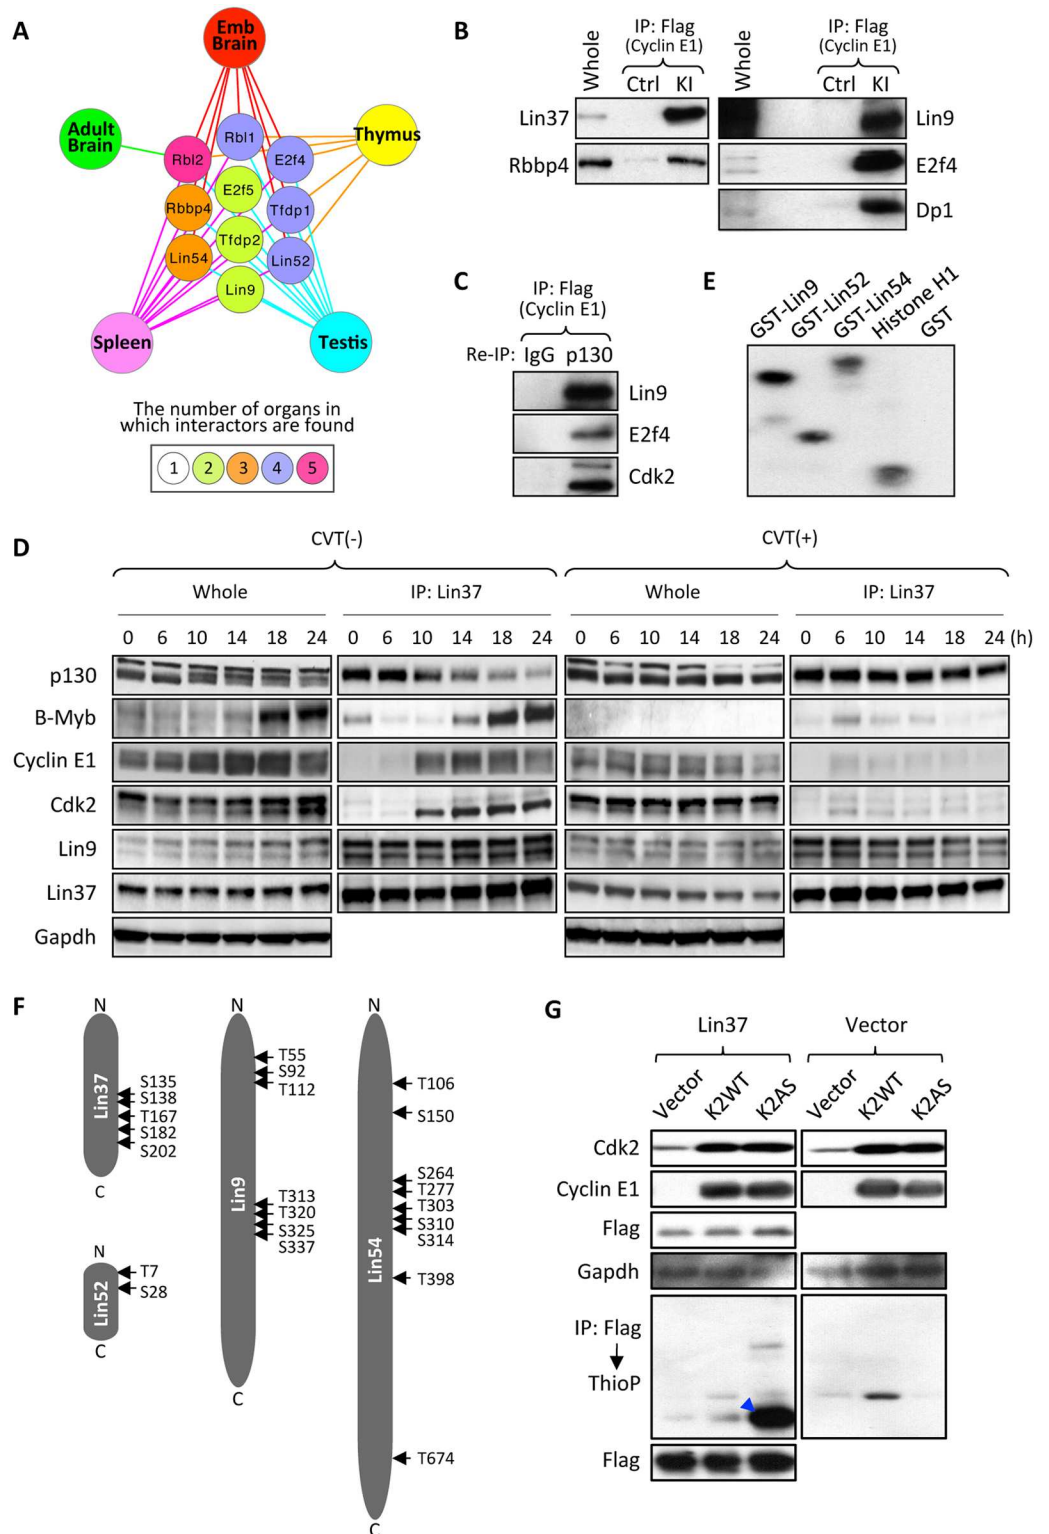 A
Emb
Brain
Adult
Brain
Thymus
Rbl1
Rbl2
E2f4
E2f5
Rbbp4
Tfdp1
Tfdp2
Lin54
Lin52
Lin9
Spleen
Testis
The number of organs in
which interactors are found
1 2 3 4 5
B
Whole
IP: Flag
(Cyclin E1)
Ctrl KI
Whole
IP: Flag
(Cyclin E1)
Ctrl KI
Lin37
Rbbp4
Lin9
E2f4
Dp1
C
IP: Flag
(Cyclin E1)
Re-IP: IgG p130
Lin9
E2f4
Cdk2
E
GST-Lin9
GST-Lin52
GST-Lin54
Histone H1
GST
D
CVT(-) CVT(+)
Whole IP: Lin37 Whole IP: Lin37
0 6 10 14 18 24 0 6 10 14 18 24 0 6 10 14 18 24 0 6 10 14 18 24 (h)
p130
B-Myb
Cyclin E1
Cdk2
Lin9
Lin37
Gapdh
F
N
Lin37
S135
S138
T167
S182
S202
C
N
Lin52
T7
S28
C
N
Lin9
T55
S92
T112
T313
T320
S325
S337
C
N
Lin54
T106
S150
S264
T277
T303
S310
S314
T398
T674
C
G
Lin37 Vector
Vector K2WT K2AS Vector K2WT K2AS
Cdk2
Cyclin E1
Flag
Gapdh
IP: Flag
ThioP
Flag